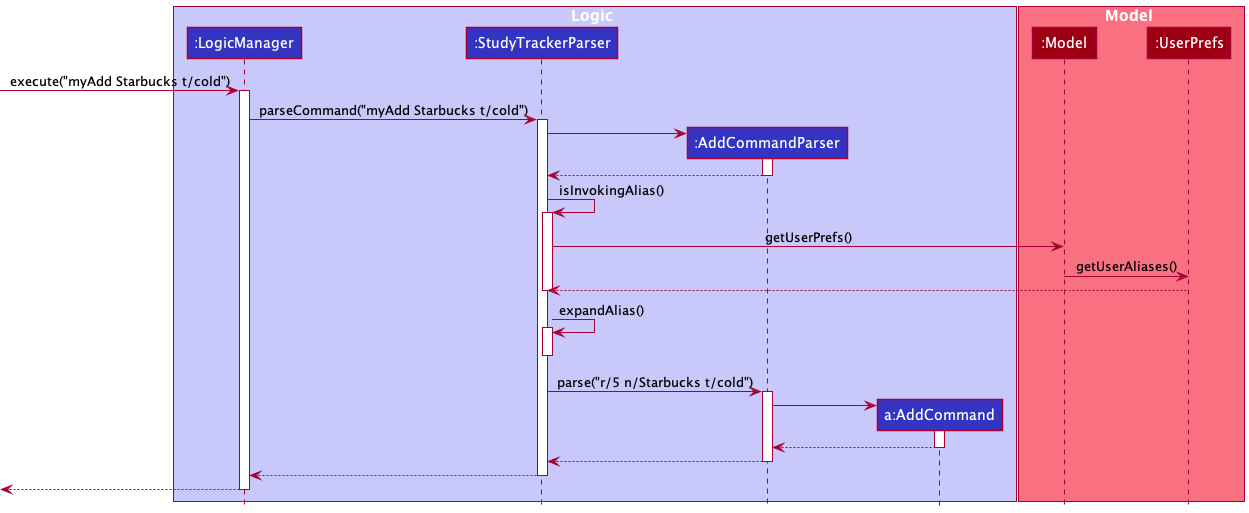 Logic
Model
:LogicManager
:StudyTrackerParser
:Model
:UserPrefs
execute("myAdd Starbucks t/cold")
parseCommand("myAdd Starbucks t/cold")
:AddCommandParser
isInvokingAlias()
getUserPrefs()
getUserAliases()
expandAlias()
parse("r/5 n/Starbucks t/cold")
a:AddCommand